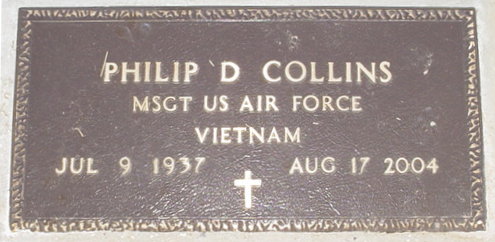 PHILIP D COLLINS
MSGT US AIR FORCE
VIETNAM
JUL 9 1937 AUG 17 2004